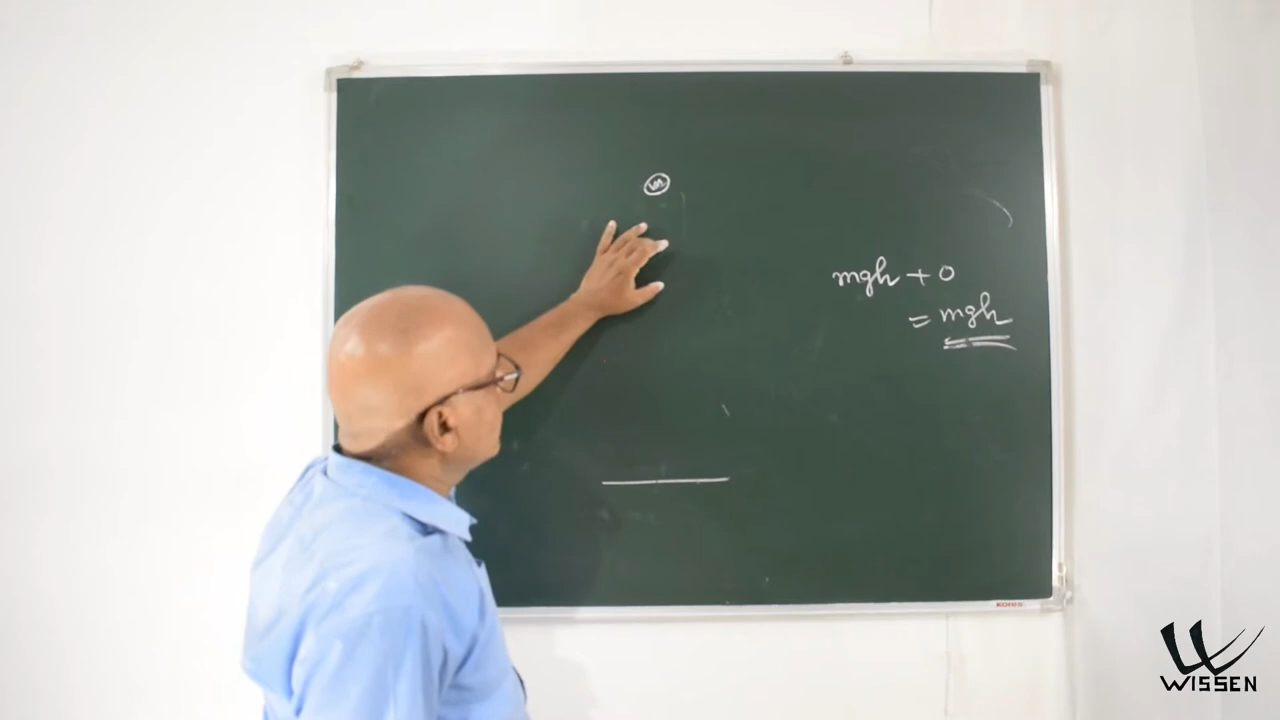 m
mgh + 0
= mgh
KORES
WISSEN